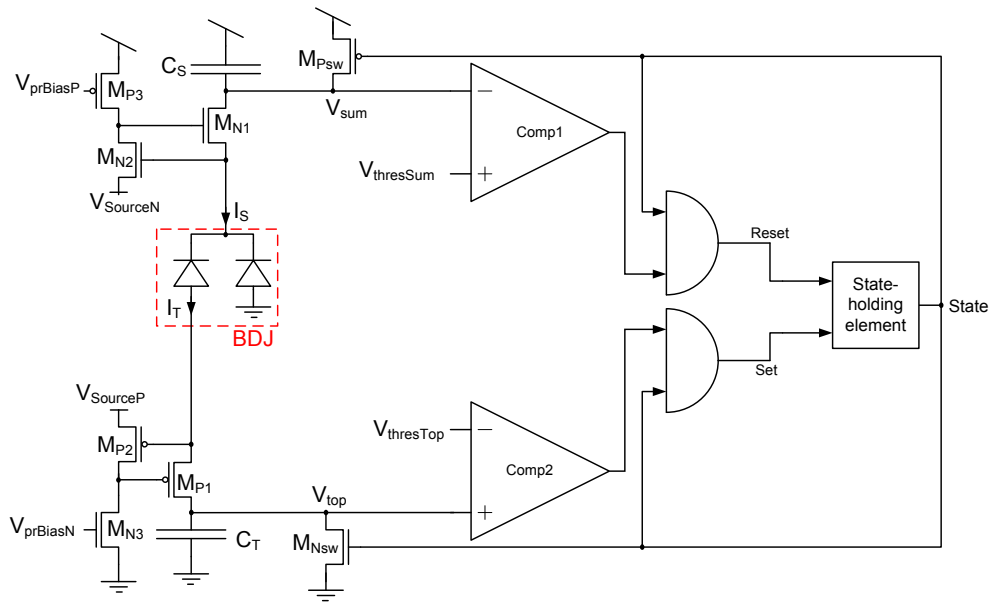 M_Psw
C_S
V_prBiasP
M_P3
V_sum
M_N1
Comp1
M_N2
V_thresSum
V_SourceN
I_S
Reset
State-
holding
element
State
I_T
BDJ
Set
V_SourceP
V_thresTop
M_P2
Comp2
M_P1
V_top
V_prBiasN
M_N3
C_T
M_Nsw